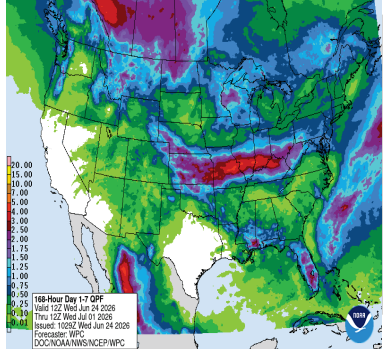 20.00
15.00
10.00
7.00
5.00
4.00
3.00
2.50
2.00
1.75
1.50
1.25
1.00
0.75
0.50
0.25
0.10
0.01
168-Hour Day 1-7 QPF
Valid 12Z Wed Jun 24 2026
Thru 12Z Wed Jul 01 2026
Issued: 1029Z Wed Jun 24 2026
Forecaster: WPC
DOC/NOAA/NWS/NCEP/WPC
NOAA